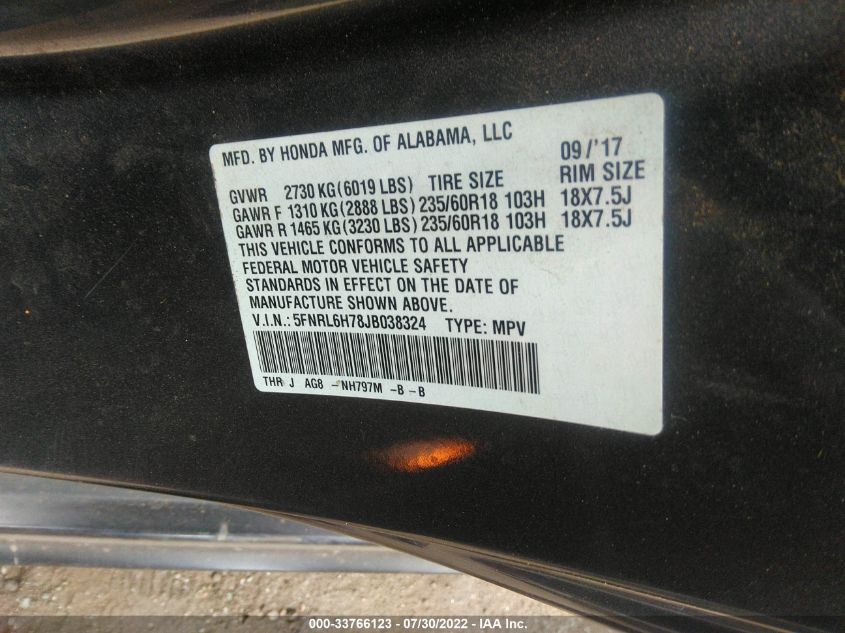 MFD. BY HONDA MFG. OF ALABAMA, LLC 09/'17
GVWR 2730 KG(6019 LBS) TIRE SIZE RIM SIZE
GAWR F 1310 KG(2888 LBS) 235/60R18 103H 18X7.5J
GAWR R 1465 KG(3230 LBS) 235/60R18 103H 18X7.5J
THIS VEHICLE CONFORMS TO ALL APPLICABLE
FEDERAL MOTOR VEHICLE SAFETY
STANDARDS IN EFFECT ON THE DATE OF
MANUFACTURE SHOWN ABOVE.
V.I.N.: 5FNRL6H78JB038324 TYPE: MPV
THR J AG8 - NH797M -B -B
000-33766123 - 07/30/2022 - IAA Inc.